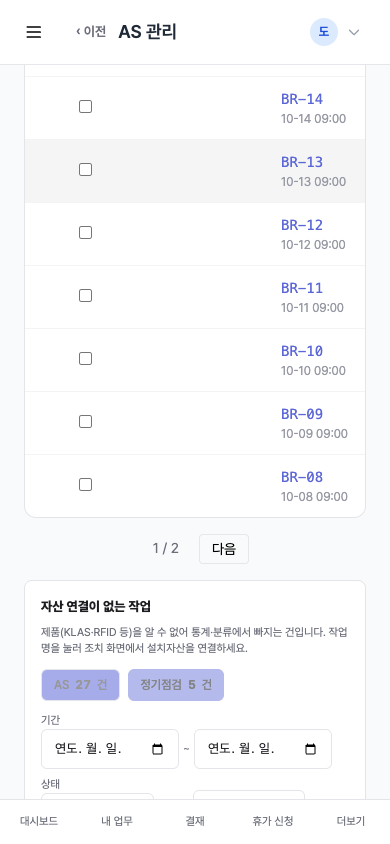 ‹ 이전 AS 관리 도
BR-14
10-14 09:00
BR-13
10-13 09:00
BR-12
10-12 09:00
BR-11
10-11 09:00
BR-10
10-10 09:00
BR-09
10-09 09:00
BR-08
10-08 09:00
1 / 2 다음
자산 연결이 없는 작업
제품(KLAS·RFID 등)을 알 수 없어 통계·분류에서 빠지는 건입니다. 작업
명을 눌러 조치 화면에서 설치자산을 연결하세요.
AS 27 건 정기점검 5 건
기간
연도. 월. 일. ~ 연도. 월. 일.
상태
대시보드 내 업무 결재 휴가 신청 더보기